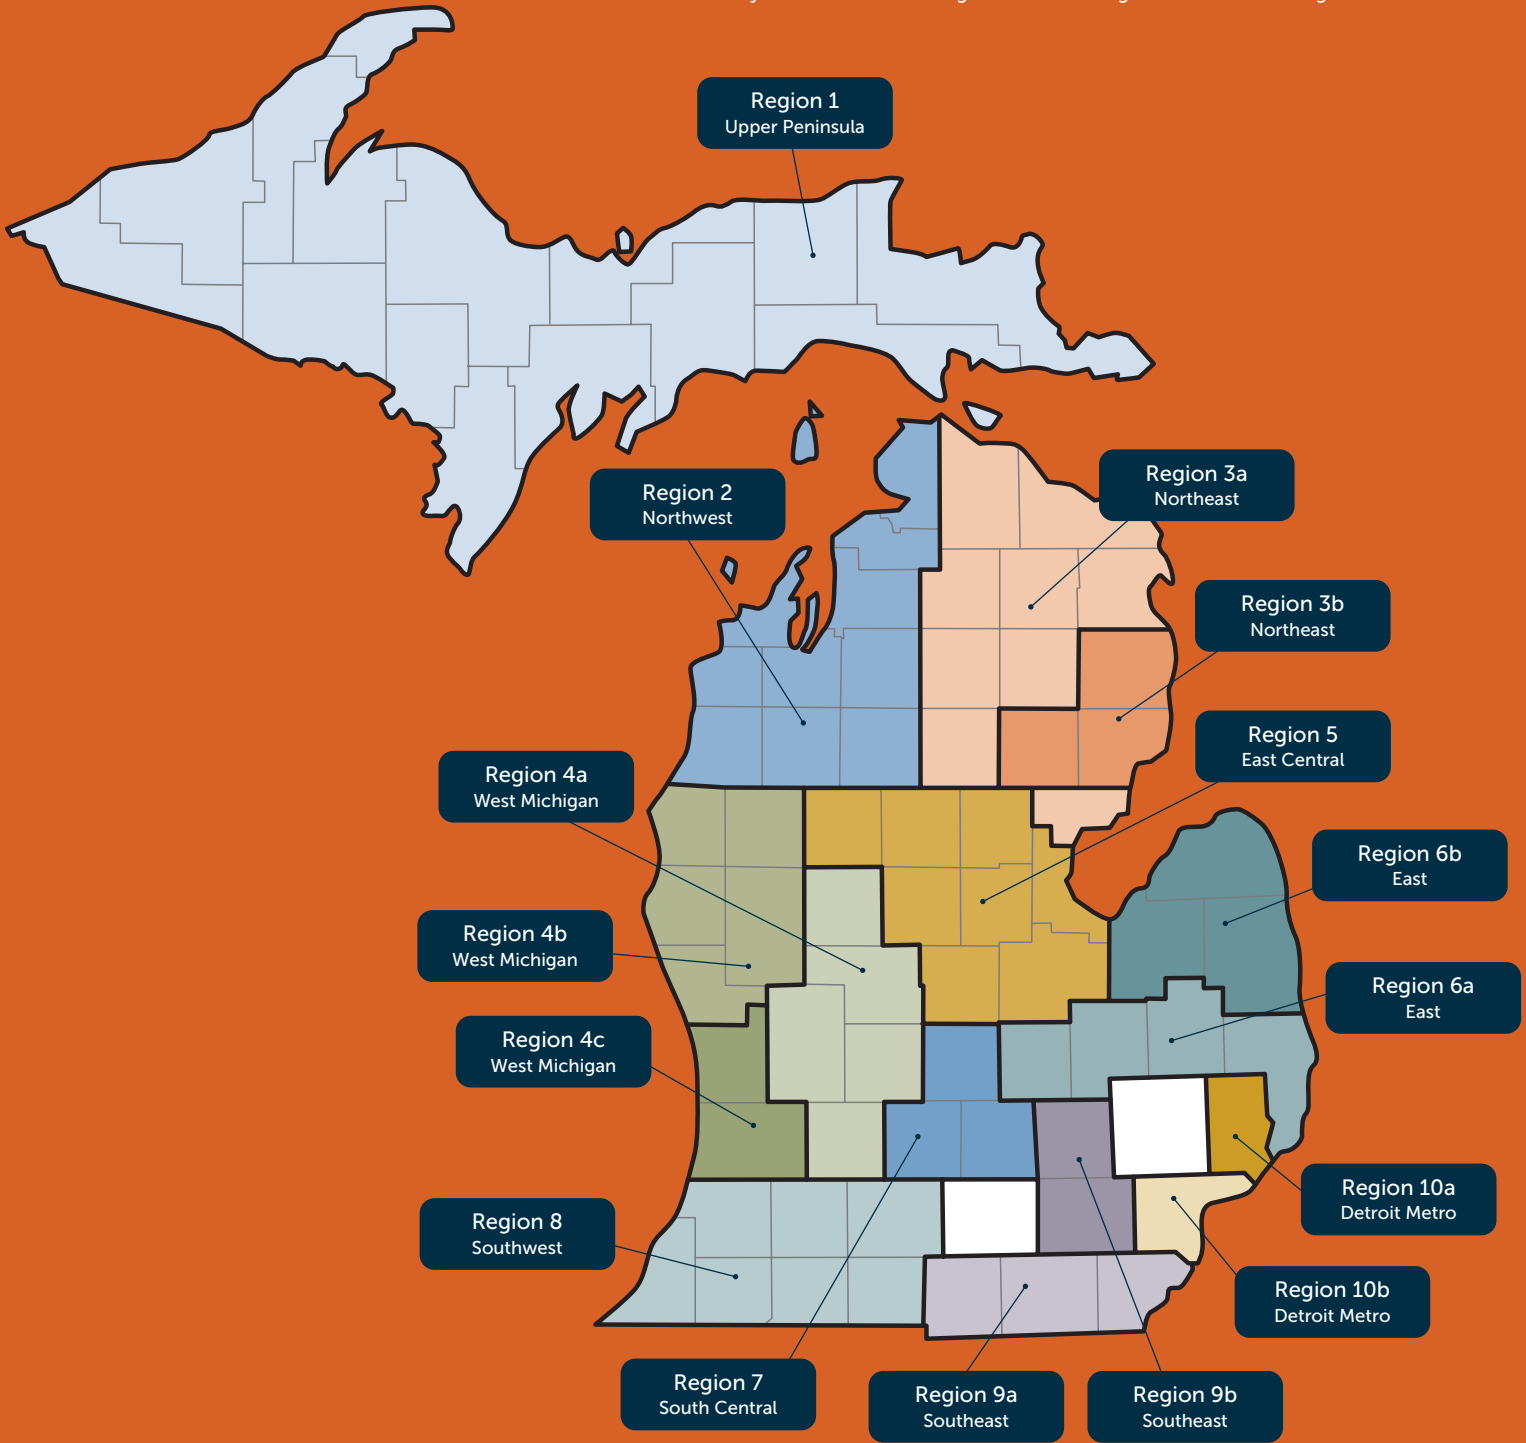 Region 1
Upper Peninsula
Region 3a
Northeast
Region 2
Northwest
Region 3b
Northeast
Region 5
East Central
Region 4a
West Michigan
Region 6b
East
Region 4b
West Michigan
Region 6a
East
Region 4c
West Michigan
Region 10a
Detroit Metro
Region 8
Southwest
Region 10b
Detroit Metro
Region 7
South Central
Region 9a
Southeast
Region 9b
Southeast